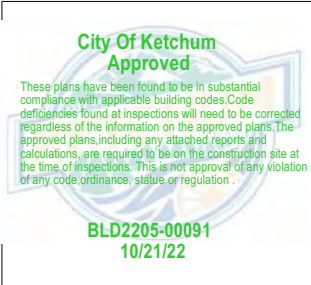 City Of Ketchum
Approved
These plans have been found to be in substantial
compliance with applicable building codes.Code
deficiencies found at inspections will need to be corrected
regardless of the information on the approved plans.The
approved plans,including any attached reports and
calculations, are required to be on the construction site at
the time of inspections. This is not approval of any violation
of any code,ordinance, statue or regulation .
BLD2205-00091
10/21/22